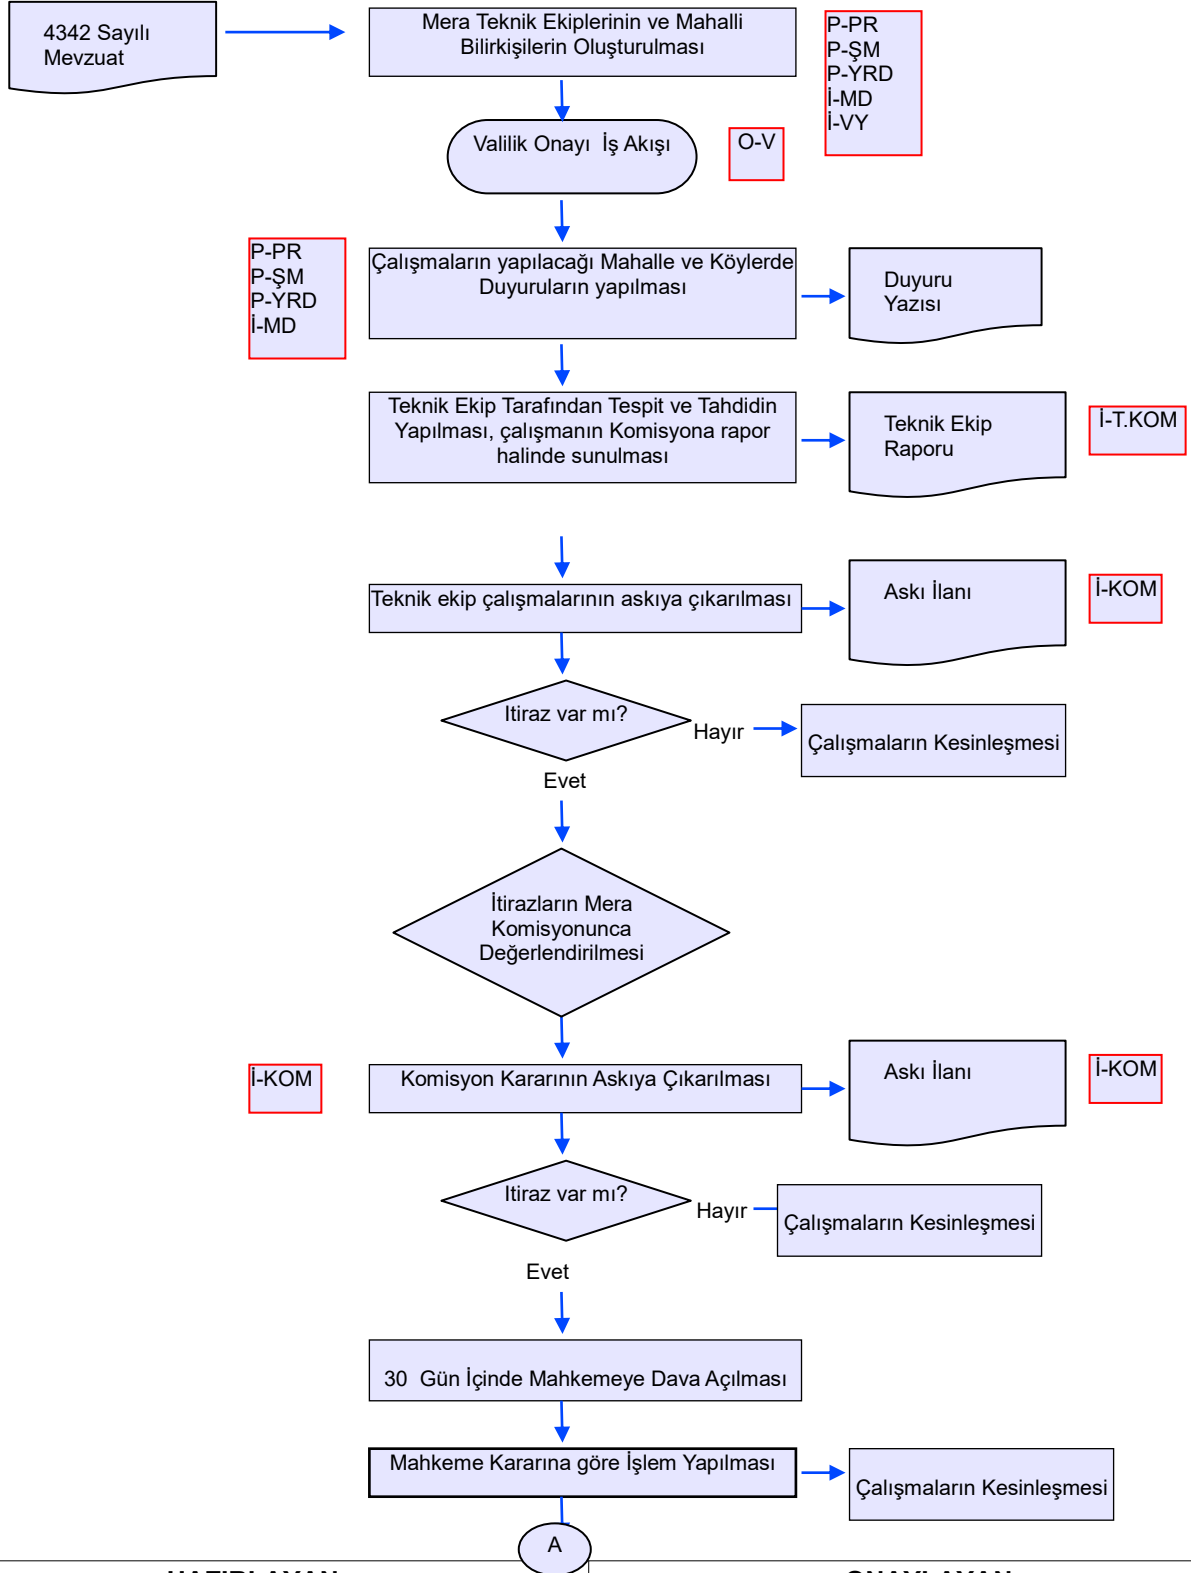 4342 Sayılı
Mevzuat
Mera Teknik Ekiplerinin ve Mahalli
Bilirkişilerin Oluşturulması
P-PR
P-ŞM
P-YRD
İ-MD
İ-VY
Valilik Onayı  İş Akışı
O-V
P-PR
P-ŞM
P-YRD
İ-MD
Çalışmaların yapılacağı Mahalle ve Köylerde
Duyuruların yapılması
Duyuru
Yazısı
Teknik Ekip Tarafından Tespit ve Tahdidin
Yapılması, çalışmanın Komisyona rapor
halinde sunulması
Teknik Ekip
Raporu
İ-T.KOM
Teknik ekip çalışmalarının askıya çıkarılması
Askı İlanı
İ-KOM
Itiraz var mı?
Hayır
Çalışmaların Kesinleşmesi
Evet
İtirazların Mera
Komisyonunca
Değerlendirilmesi
İ-KOM
Komisyon Kararının Askıya Çıkarılması
Askı İlanı
İ-KOM
Itiraz var mı?
Hayır
Çalışmaların Kesinleşmesi
Evet
30  Gün İçinde Mahkemeye Dava Açılması
Mahkeme Kararına göre İşlem Yapılması
Çalışmaların Kesinleşmesi
A
HAZIRLAYAN
ONAYLAYAN